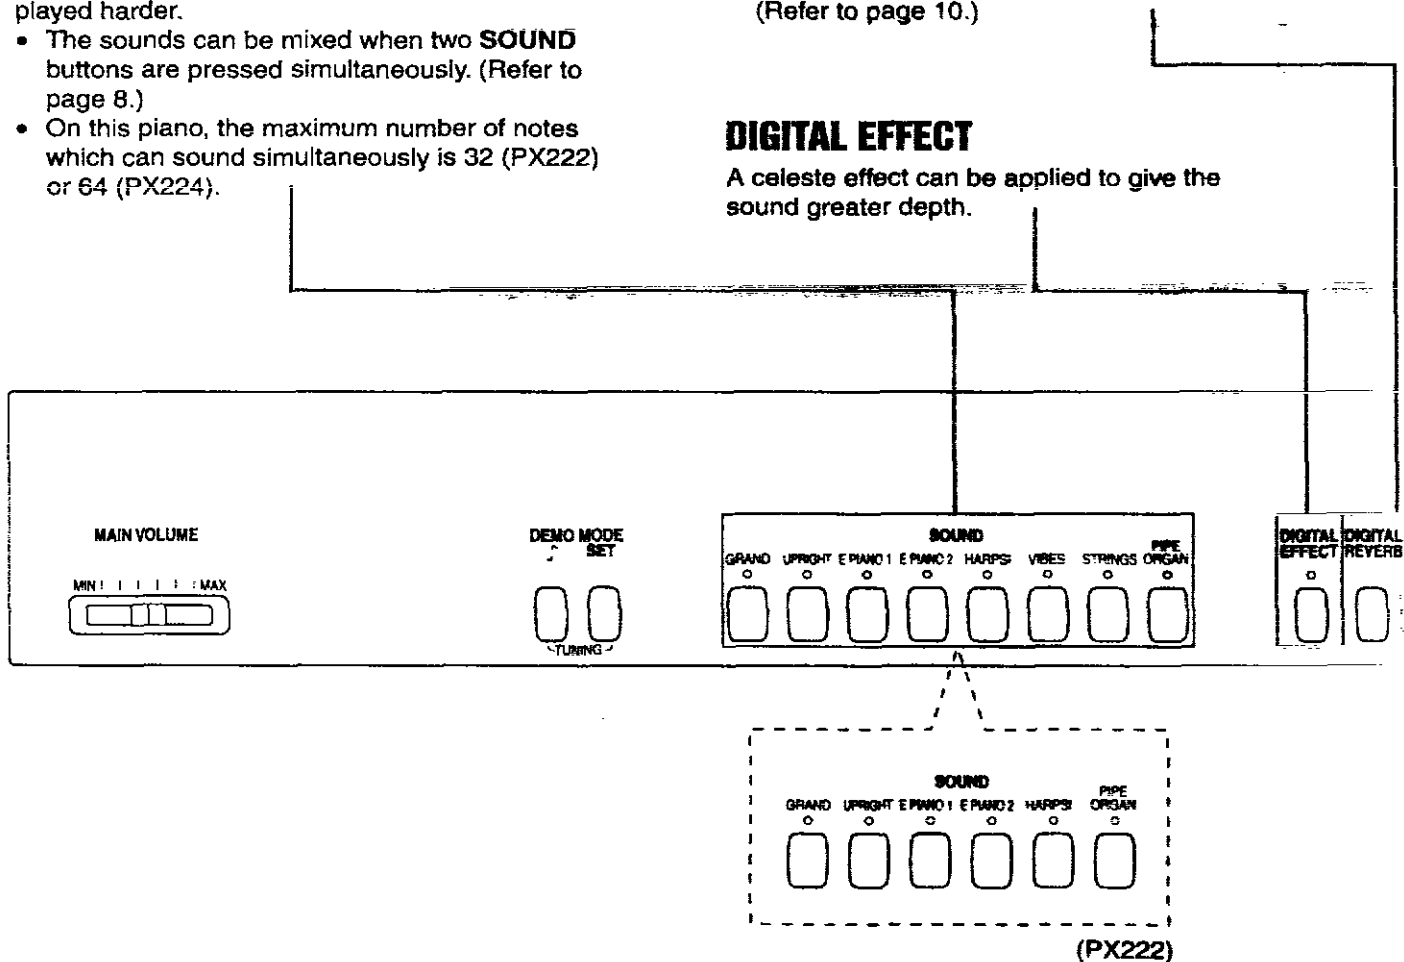 played harder.
• The sounds can be mixed when two SOUND
buttons are pressed simultaneously. (Refer to
page 8.)
• On this piano, the maximum number of notes
which can sound simultaneously is 32 (PX222)
or 64 (PX224).
(Refer to page 10.)
DIGITAL EFFECT
A celeste effect can be applied to give the
sound greater depth.
MAIN VOLUME
MIN MAX
DEMO MODE
SET
TUNING
SOUND
GRAND UPRIGHT E PIANO 1 E PIANO 2 HARPSI VIBES STRINGS PIPE
ORGAN
DIGITAL
EFFECT
DIGITAL
REVERB
SOUND
GRAND UPRIGHT E PIANO 1 E PIANO 2 HARPSI PIPE
ORGAN
(PX222)